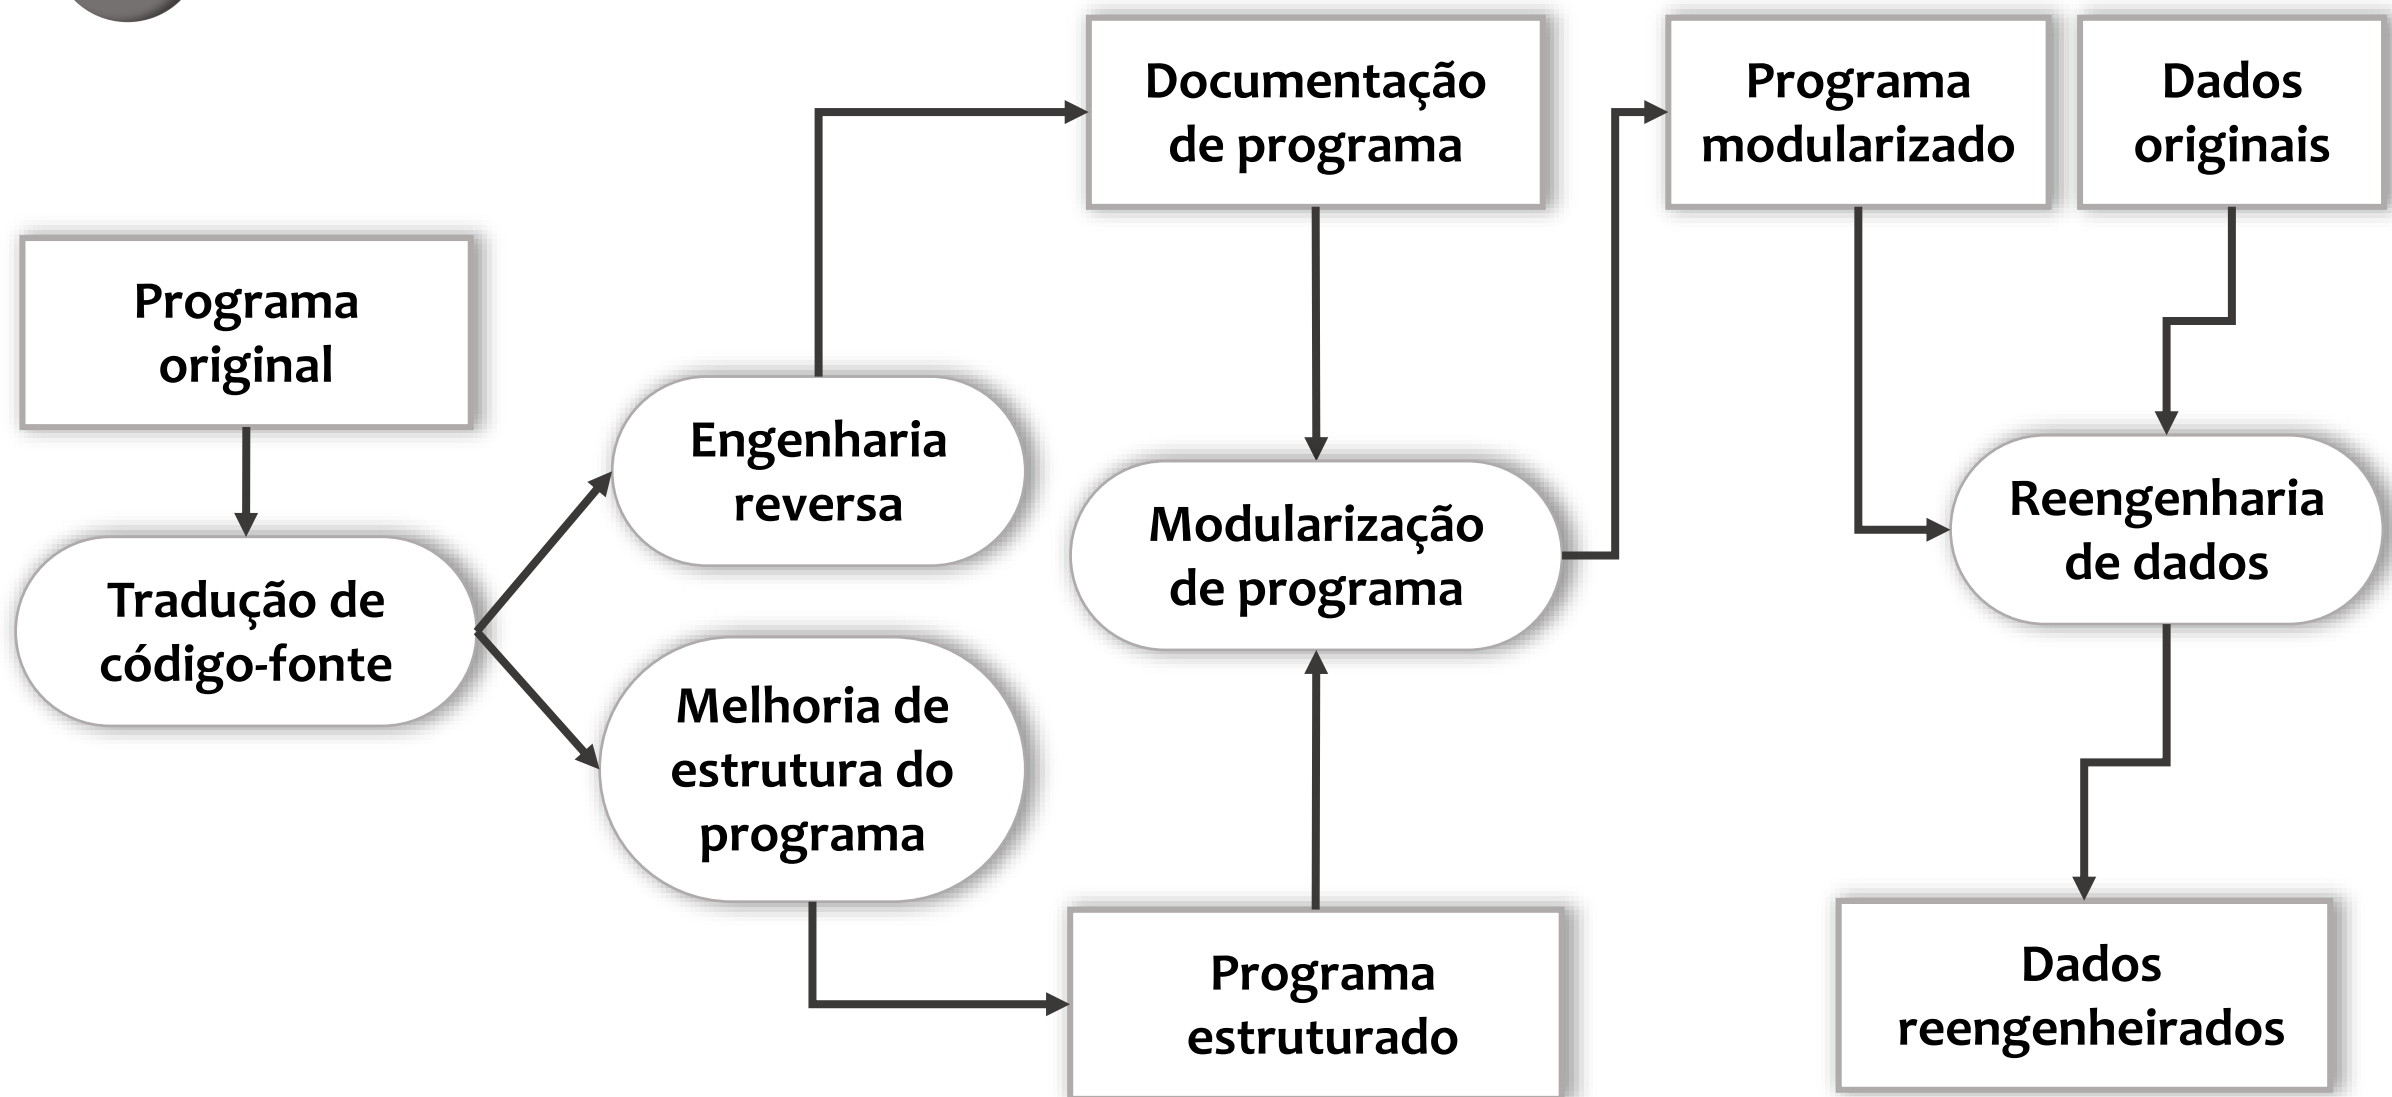 Programa
original
Tradução de
código-fonte
Engenharia
reversa
Melhoria de
estrutura do
programa
Documentação
de programa
Modularização
de programa
Programa
estruturado
Programa
modularizado
Dados
originais
Reengenharia
de dados
Dados
reengenheirados